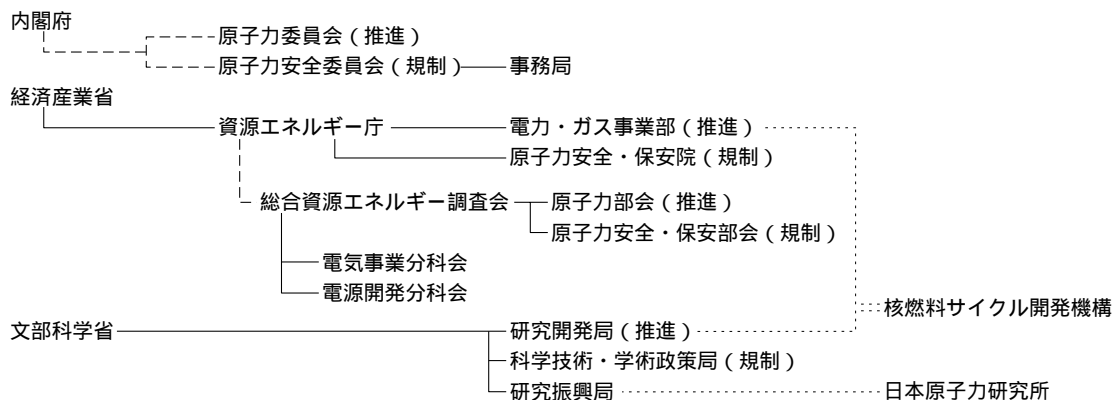 内閣府
原子力委員会（推進）
原子力安全委員会（規制） 事務局
経済産業省
資源エネルギー庁 電力・ガス事業部（推進）
原子力安全・保安院（規制）
総合資源エネルギー調査会 原子力部会（推進）
原子力安全・保安部会（規制）
電気事業分科会
電源開発分科会
核燃料サイクル開発機構
文部科学省 研究開発局（推進）
科学技術・学術政策局（規制）
研究振興局 日本原子力研究所